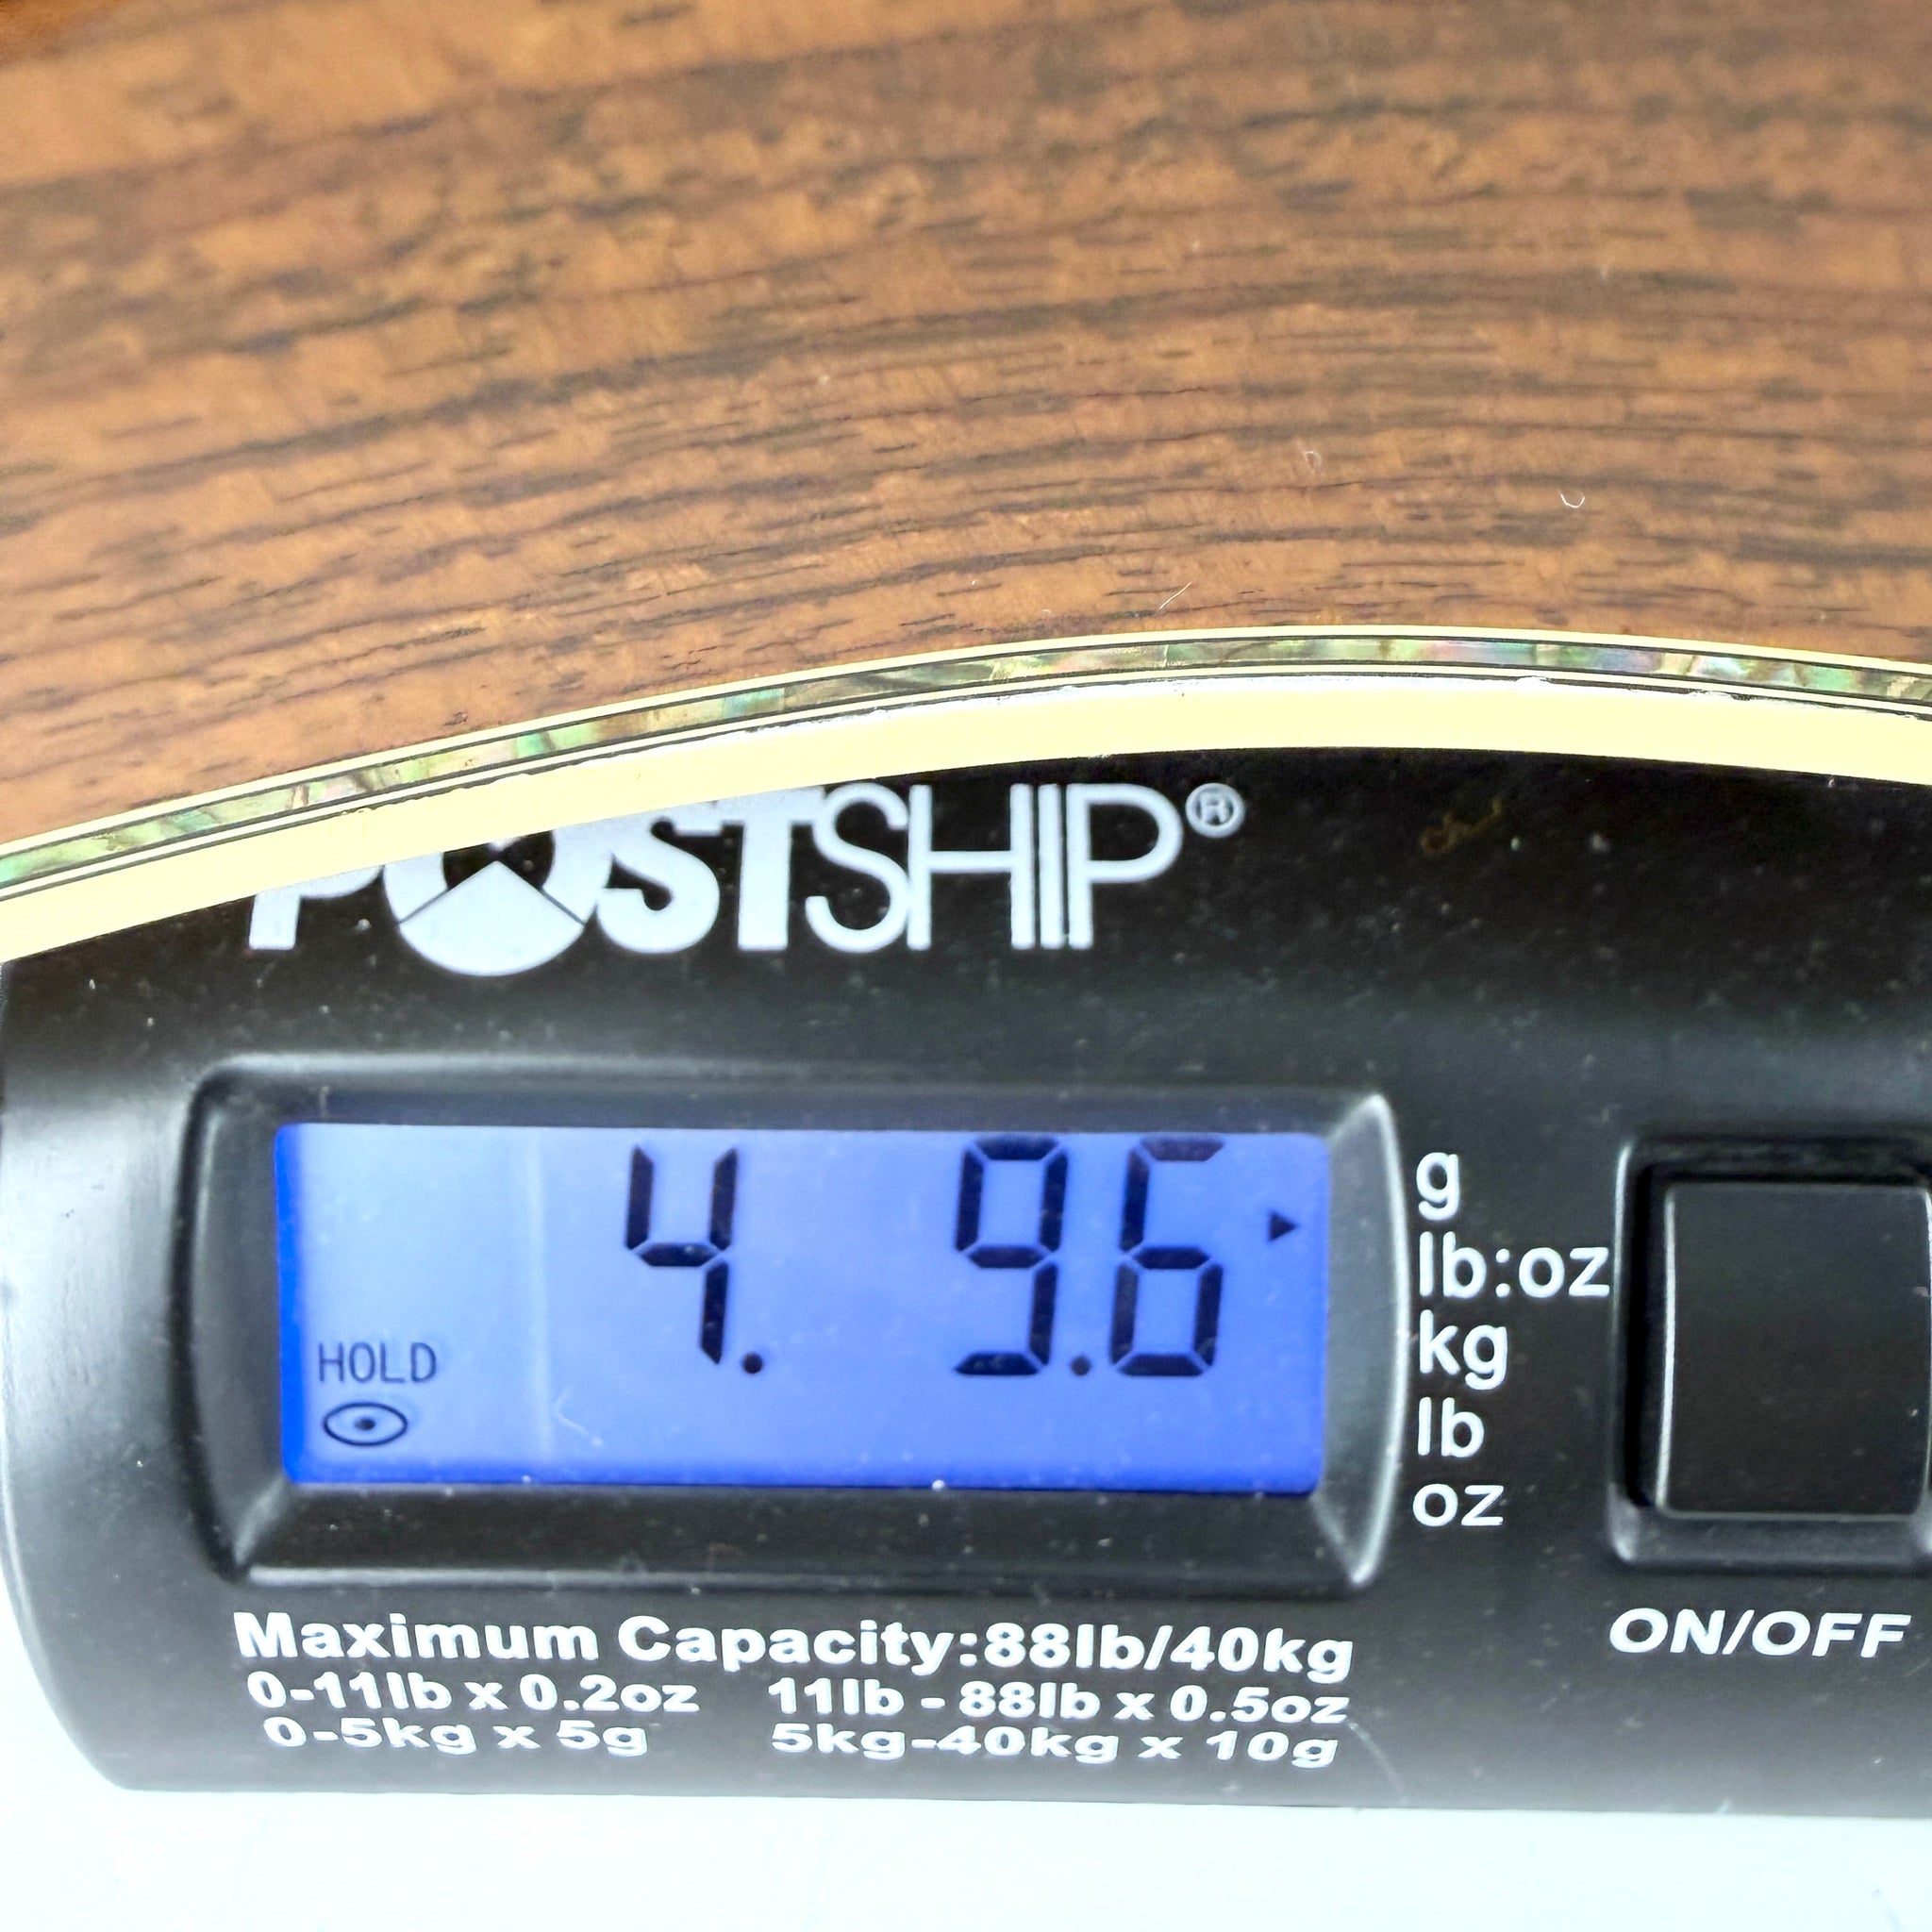 POSTSHIP®
4. 9.6
HOLD
g
lb:oz
kg
lb
oz
ON/OFF
Maximum Capacity:88lb/40kg
0-11lb x 0.2oz 11lb - 88lb x 0.5oz
0-5kg x 5g 5kg-40kg x 10g